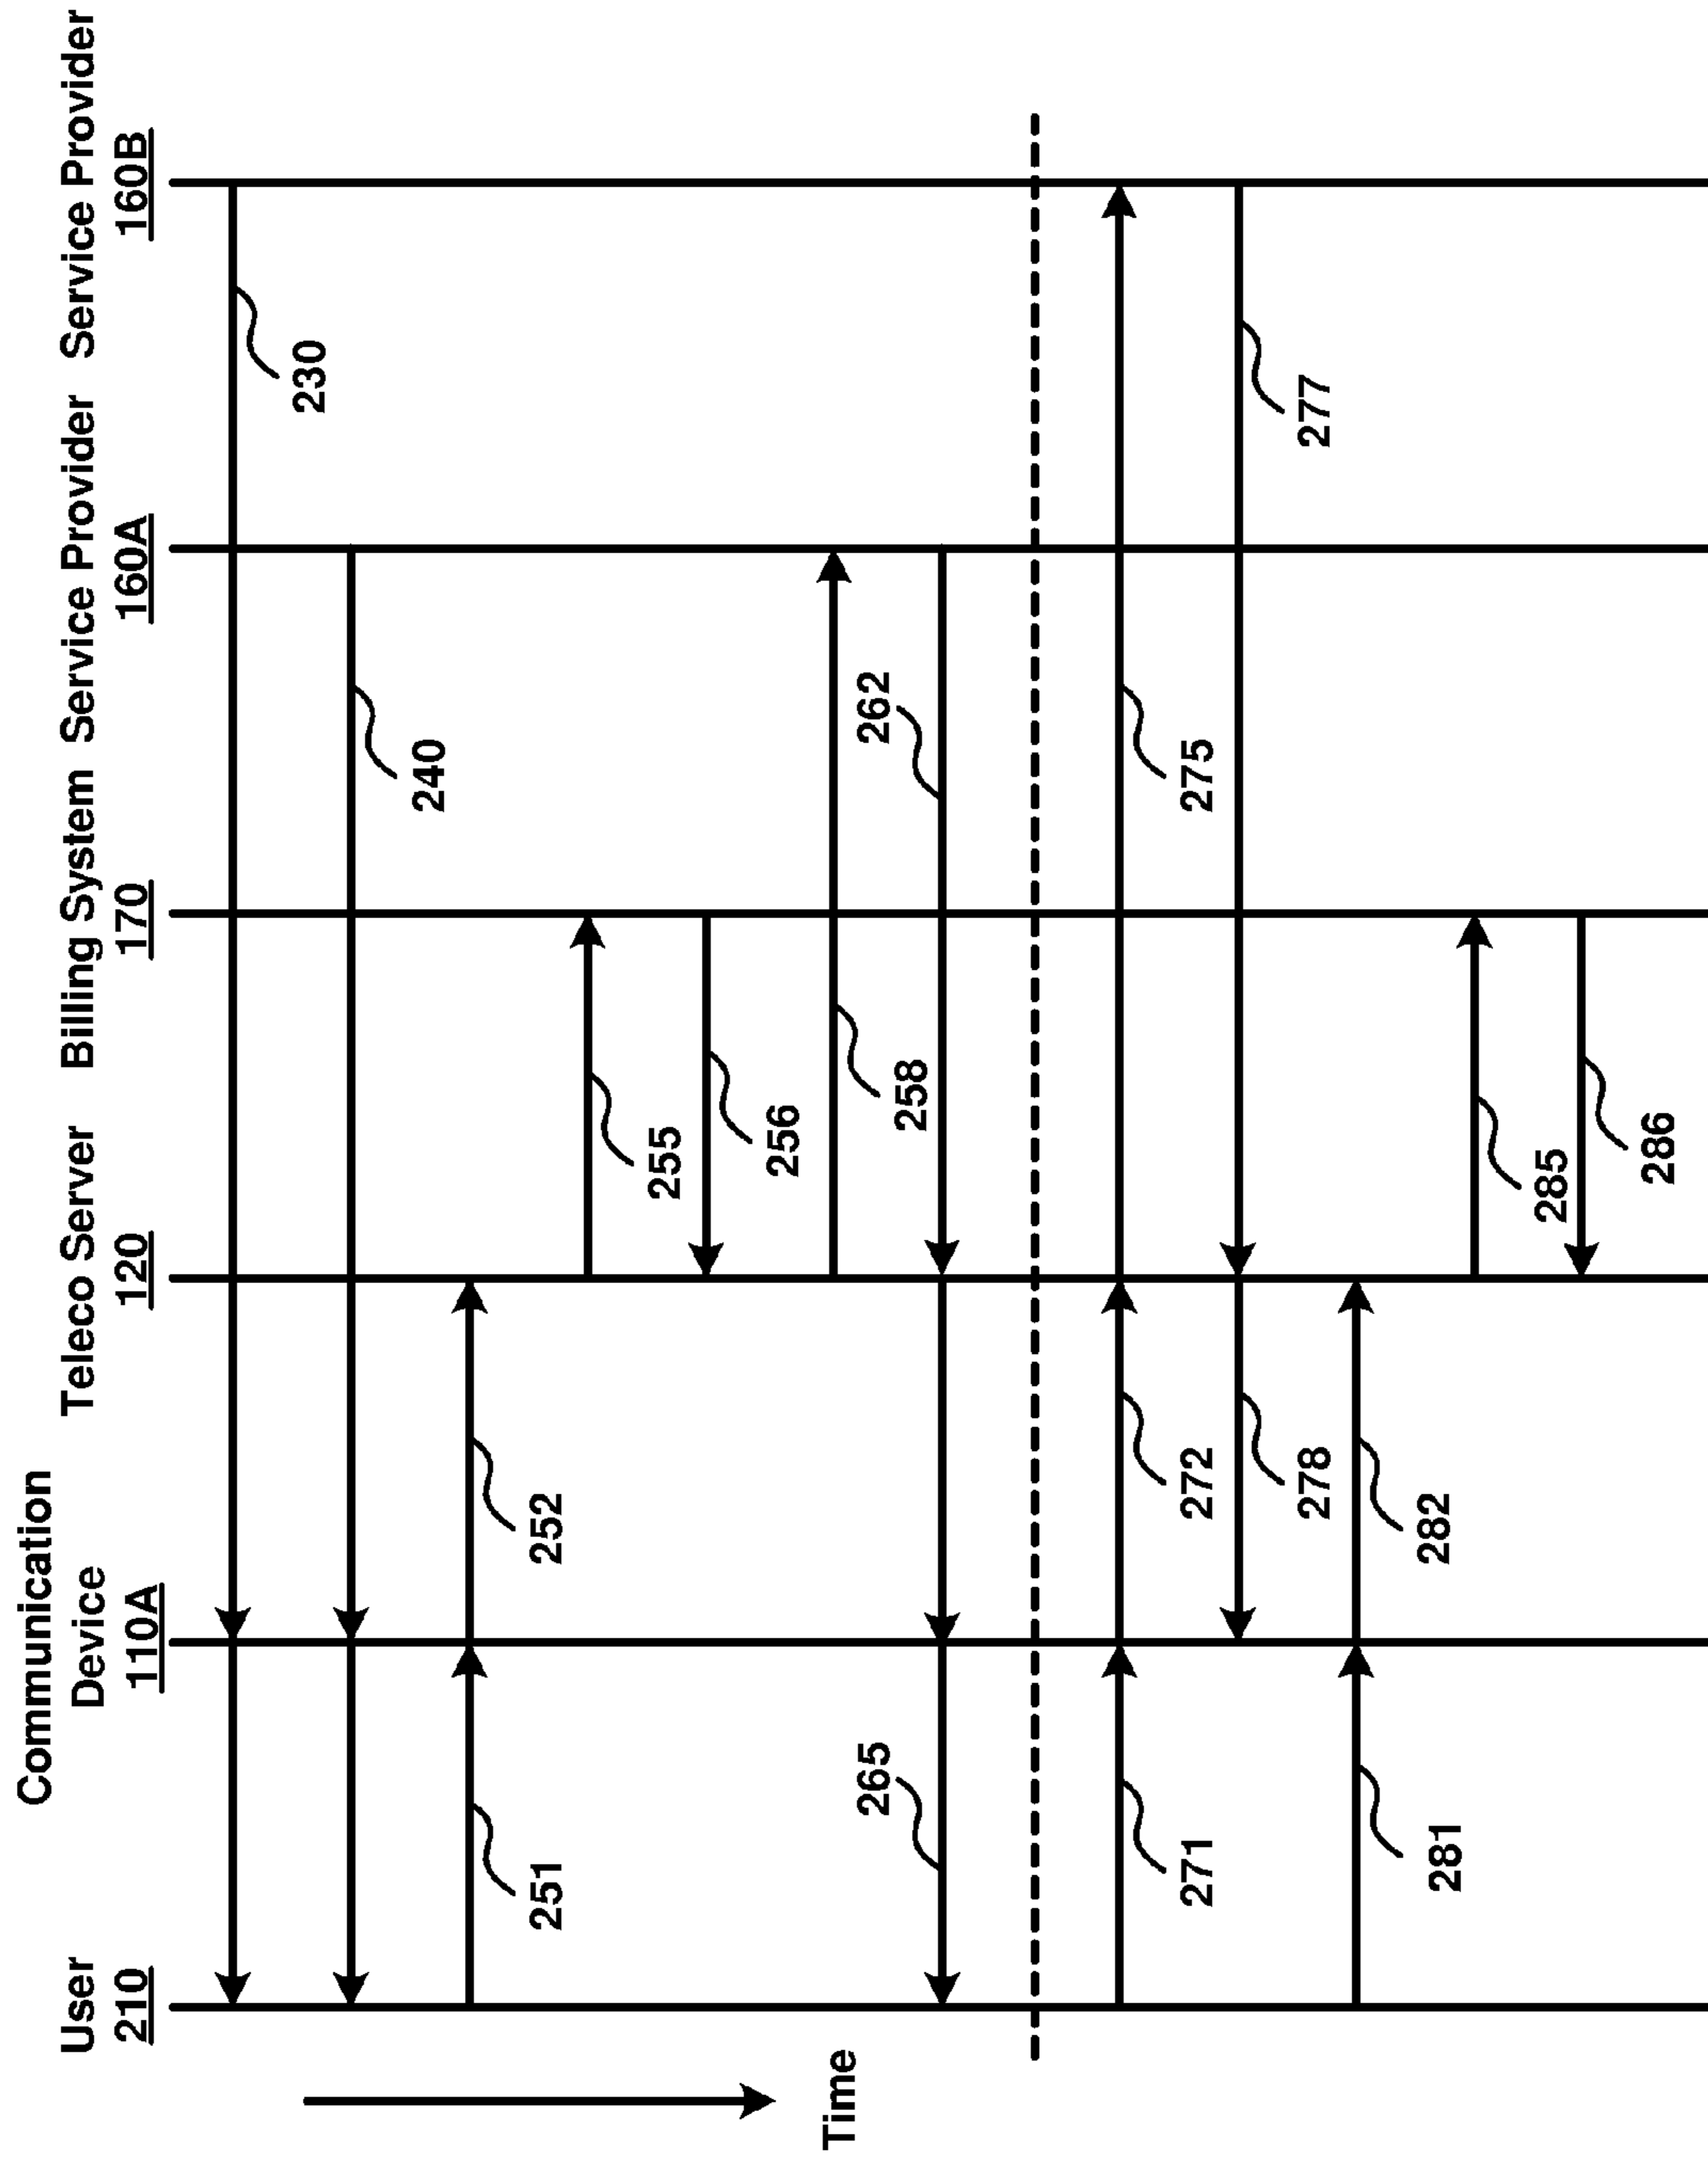 Communication
User Device Teleco Server Billing System Service Provider Service Provider
210 110A 120 170 160A 160B
230
240
251 252
255
256
258
265 262
271 272 275
278 277
281 282
285
286
Time